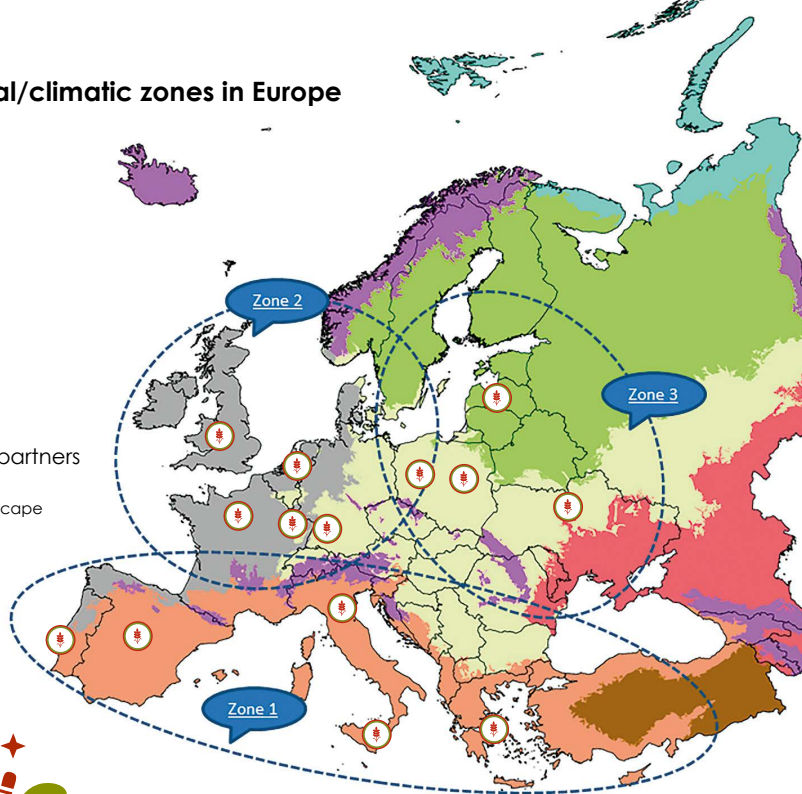 al/climatic zones in Europe
Zone 2
Zone 3
partners
cape
Zone 1